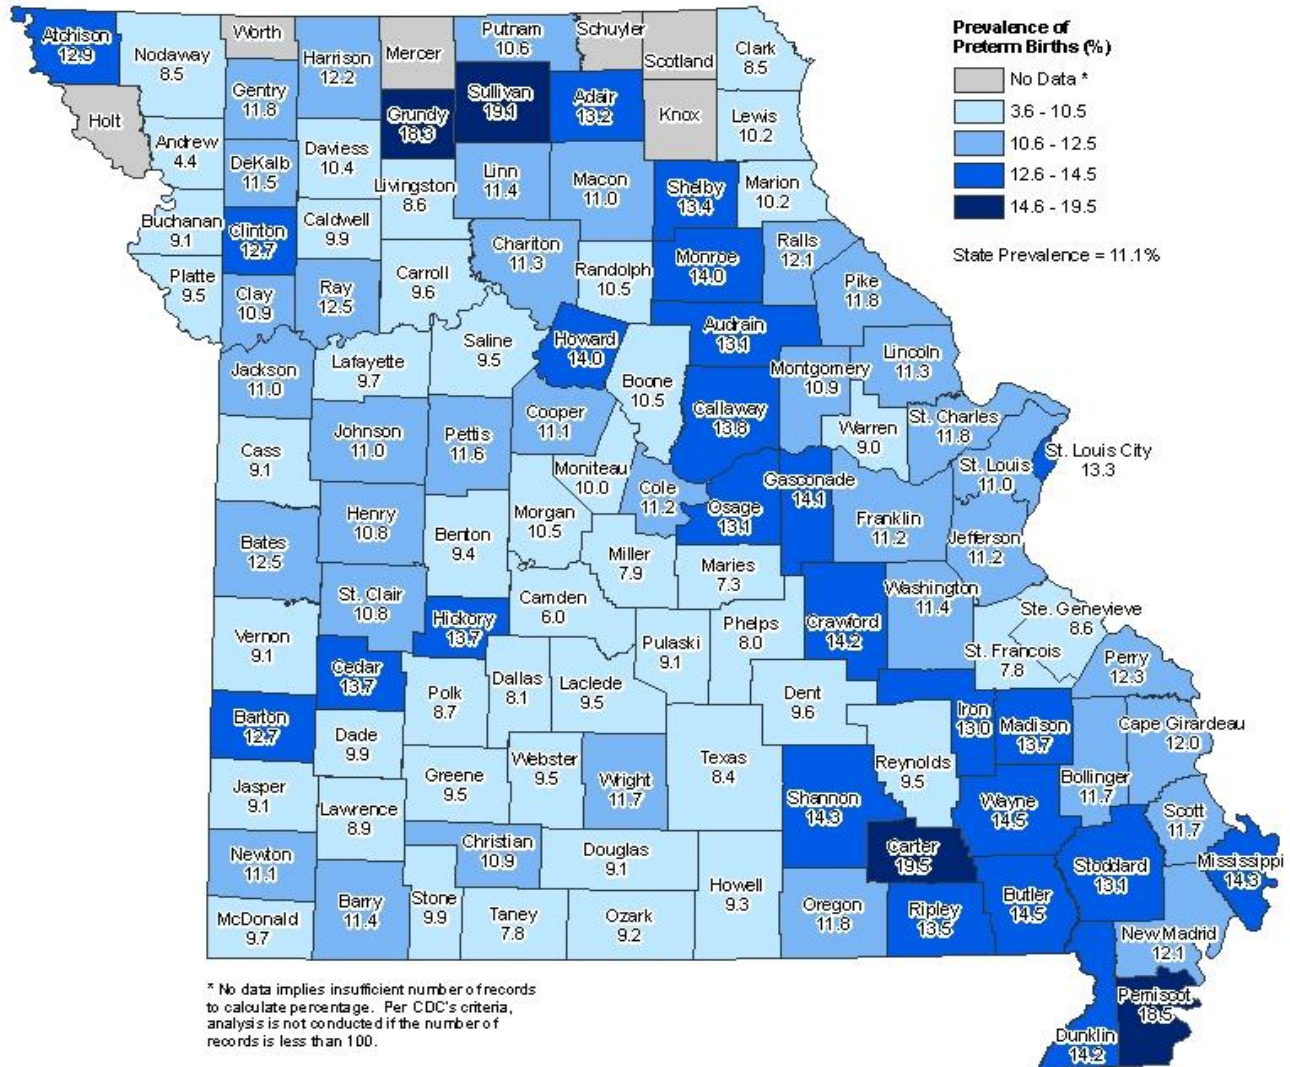 Atchison
12.9
Nodaway
8.5
Worth
Harrison
12.2
Mercer
Putnam
10.6
Schuyler
Scotland
Clark
8.5
Holt
Gentry
11.8
Grundy
18.3
Sullivan
19.1
Adair
13.2
Knox
Lewis
10.2
Andrew
4.4
DeKalb
11.5
Daviess
10.4
Livingston
8.6
Linn
11.4
Macon
11.0
Shelby
13.4
Marion
10.2
Buchanan
9.1
Clinton
12.7
Caldwell
9.9
Chariton
11.3
Randolph
10.5
Monroe
14.0
Ralls
12.1
Platte
9.5
Clay
10.9
Ray
12.5
Carroll
9.6
Pike
11.8
Jackson
11.0
Lafayette
9.7
Saline
9.5
Howard
14.0
Boone
10.5
Audrain
13.1
Montgomery
10.9
Lincoln
11.3
Cass
9.1
Johnson
11.0
Pettis
11.6
Cooper
11.1
Moniteau
10.0
Callaway
13.8
Warren
9.0
St. Charles
11.8
St. Louis
11.0
St. Louis City
13.3
Bates
12.5
Henry
10.8
Benton
9.4
Morgan
10.5
Cole
11.2
Osage
13.1
Gasconade
14.1
Franklin
11.2
Jefferson
11.2
Miller
7.9
Maries
7.3
Vernon
9.1
St. Clair
10.8
Hickory
13.7
Camden
6.0
Pulaski
9.1
Phelps
8.0
Crawford
14.2
Washington
11.4
Ste. Genevieve
8.6
St. Francois
7.8
Perry
12.3
Barton
12.7
Cedar
13.7
Polk
8.7
Dallas
8.1
Laclede
9.5
Dent
9.6
Iron
13.0
Madison
13.7
Cape Girardeau
12.0
Dade
9.9
Greene
9.5
Webster
9.5
Wright
11.7
Texas
8.4
Reynolds
9.5
Bollinger
11.7
Jasper
9.1
Lawrence
8.9
Shannon
14.3
Wayne
14.5
Scott
11.7
Mississippi
14.3
Newton
11.1
Christian
10.9
Douglas
9.1
Howell
9.3
Carter
19.5
Stoddard
13.1
McDonald
9.7
Barry
11.4
Stone
9.9
Taney
7.8
Ozark
9.2
Oregon
11.8
Ripley
13.5
Butler
14.5
New Madrid
12.1
Pemiscot
18.5
Dunklin
14.2
Prevalence of
Preterm Births (%)
No Data *
3.6 - 10.5
10.6 - 12.5
12.6 - 14.5
14.6 - 19.5
State Prevalence = 11.1%
* No data implies insufficient number of records
to calculate percentage. Per CDC's criteria,
analysis is not conducted if the number of
records is less than 100.